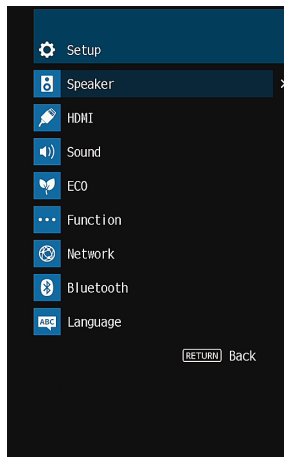 Setup
Speaker
HDMI
Sound
ECO
Function
Network
Bluetooth
ABC Language
RETURN Back